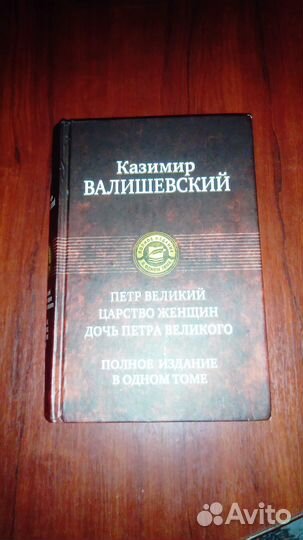 Казимир
ВАЛИШЕВСКИЙ
ПЕТР ВЕЛИКИЙ
ЦАРСТВО ЖЕНЩИН
ДОЧЬ ПЕТРА ВЕЛИКОГО
ПОЛНОЕ ИЗДАНИЕ
В ОДНОМ ТОМЕ
Avito